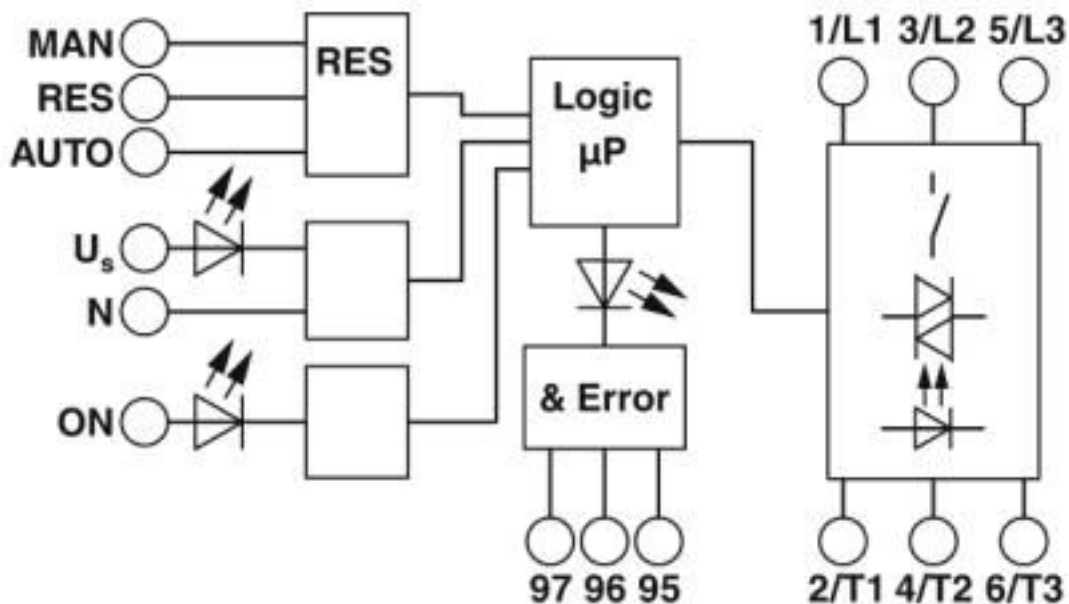 MAN
RES
AUTO
RES
U_s
N
ON
Logic
µP
& Error
97 96 95
1/L1 3/L2 5/L3
2/T1 4/T2 6/T3